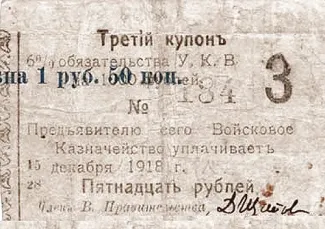 Третій купонъ
6% обязательства У. К. В
на 1 руб. 50 коп.
184
3
№
Предъявителю сего Войсковое
Казначейство уплачиваетъ
15 декабря 1918 г.
28
Пятнадцать рублей
Членъ В. Правительства,